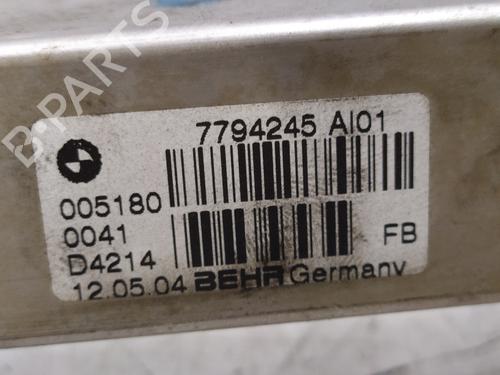 B-PARTS
7794245 AI01
005180
0041
FB
D4214
12.05.04 BEHR Germany